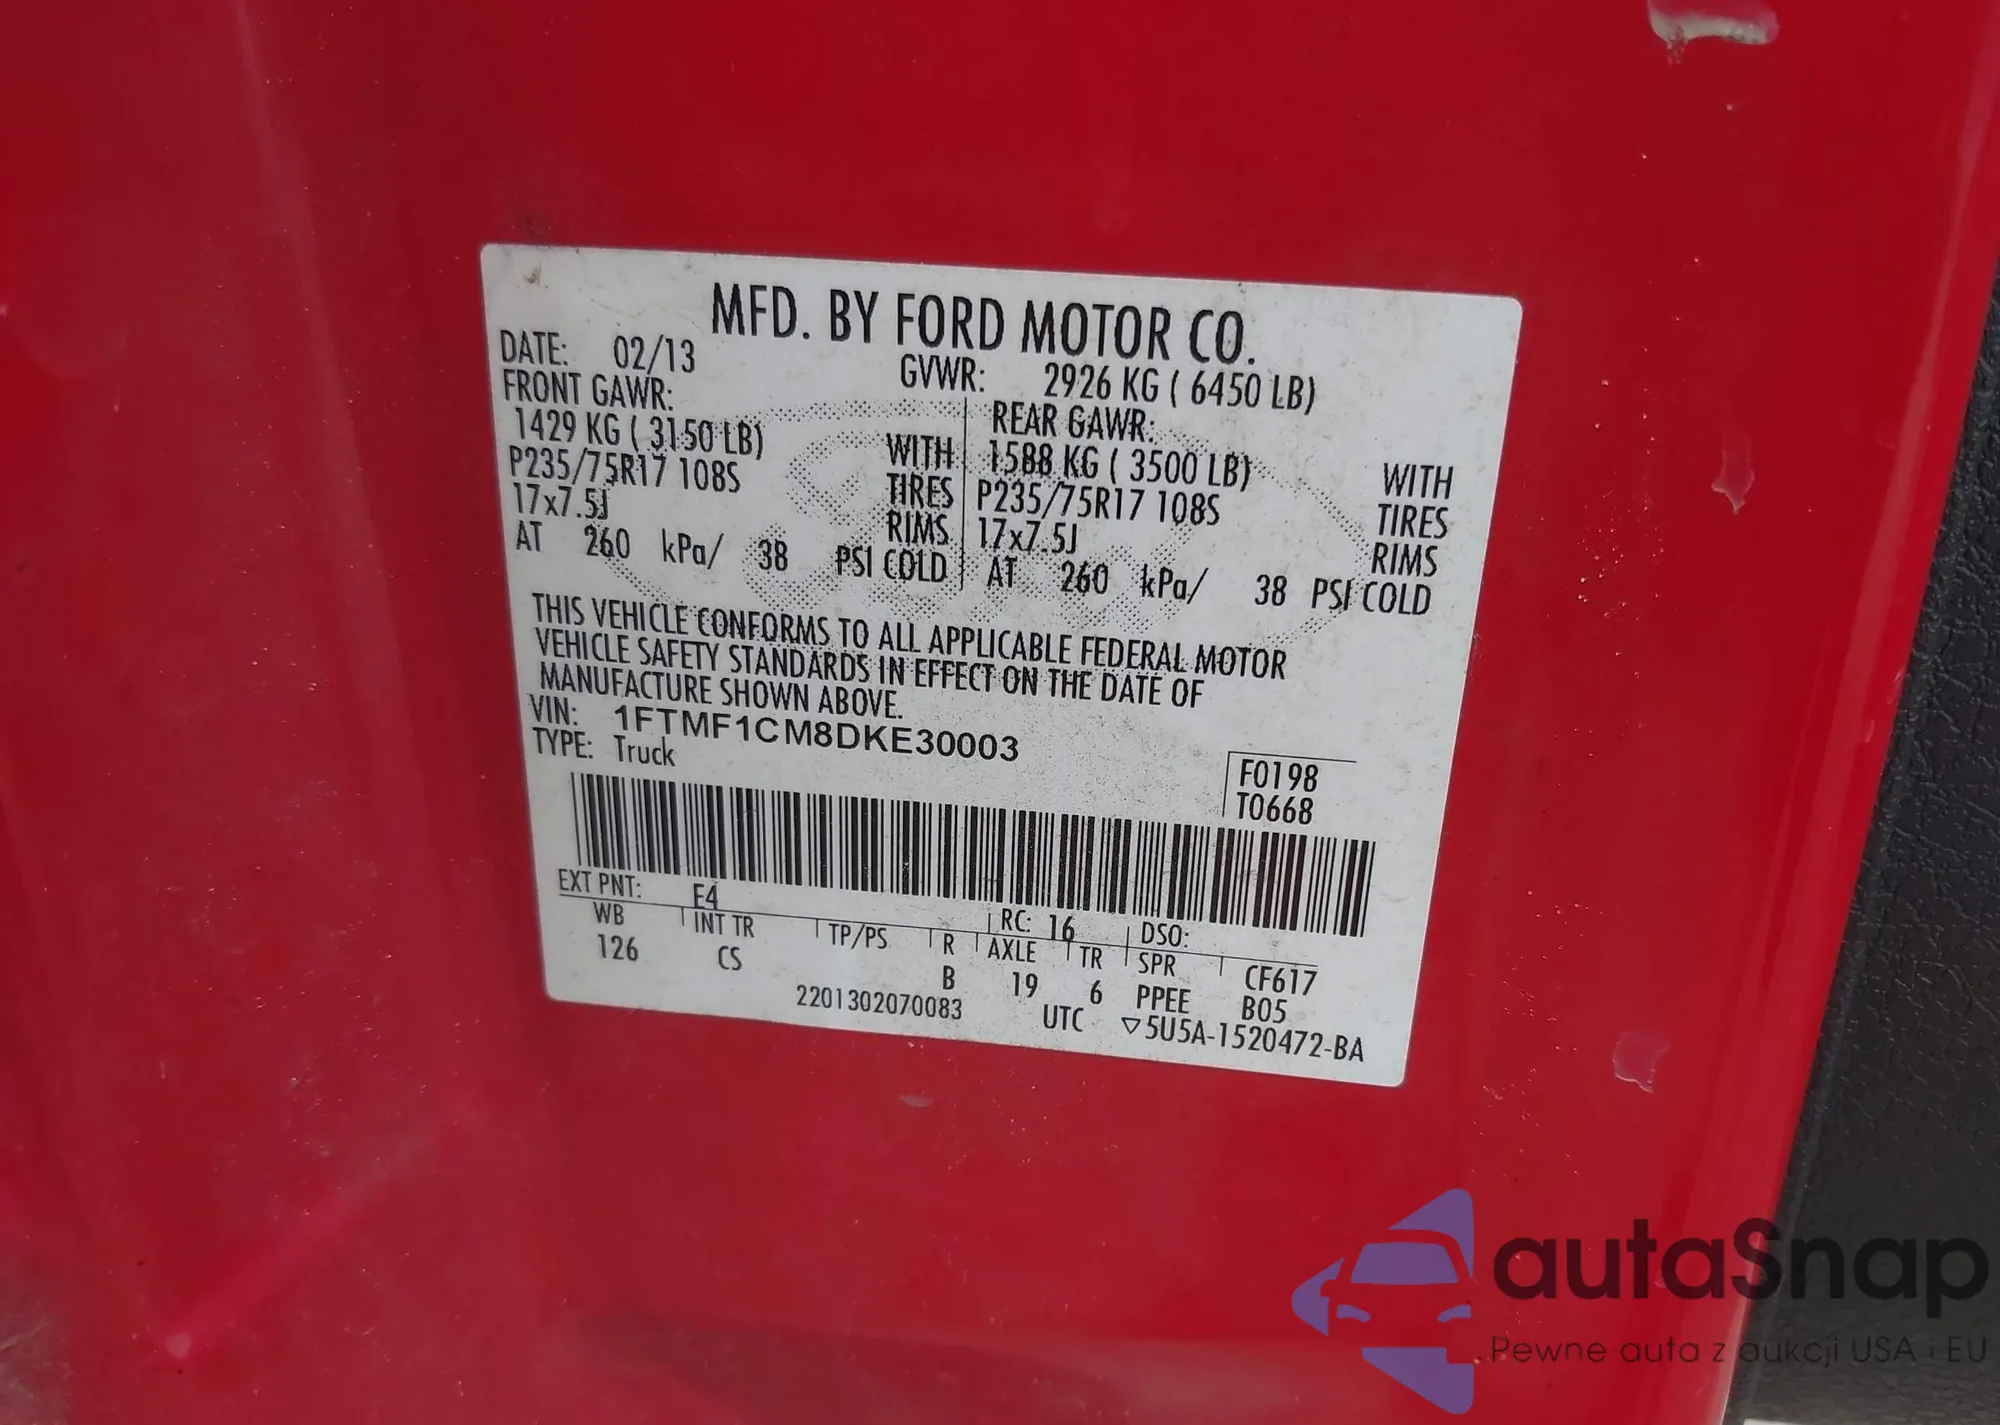 MFD. BY FORD MOTOR CO.
DATE: 02/13 GVWR: 2926 KG ( 6450 LB)
FRONT GAWR: REAR GAWR:
1429 KG ( 3150 LB) WITH 1588 KG ( 3500 LB) WITH
P235/75R17 108S TIRES P235/75R17 108S TIRES
17x7.5J RIMS 17x7.5J RIMS
AT 260 kPa/ 38 PSI COLD AT 260 kPa/ 38 PSI COLD
THIS VEHICLE CONFORMS TO ALL APPLICABLE FEDERAL MOTOR
VEHICLE SAFETY STANDARDS IN EFFECT ON THE DATE OF
MANUFACTURE SHOWN ABOVE.
VIN: 1FTMF1CM8DKE30003
TYPE: Truck
F0198
T0668
EXT PNT: E4 RC: 16 DSO:
WB INT TR TP/PS R AXLE TR SPR CF617
126 CS B 19 6 PPEE B05
2201302070083 UTC ▽5U5A-1520472-BA
autaSnap
Pewne auta z aukcji USA i EU